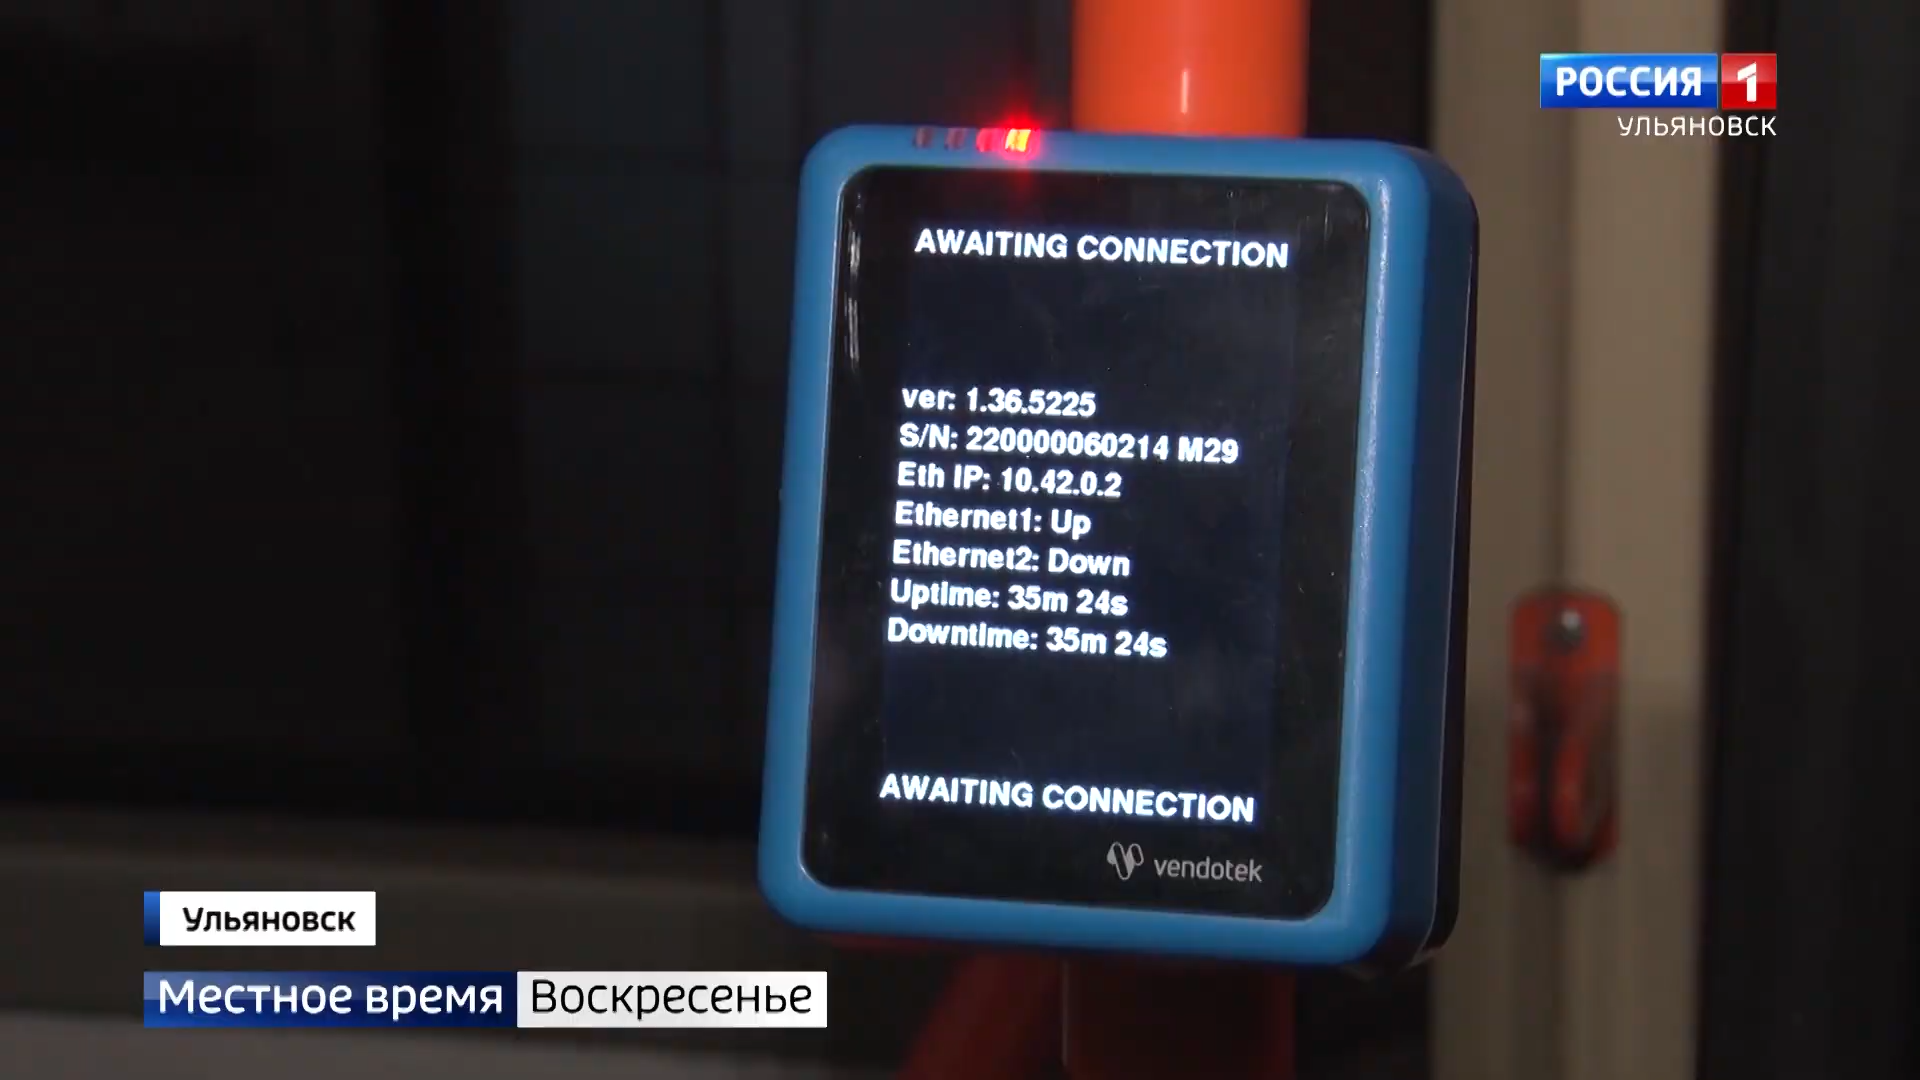 РОССИЯ 1
УЛЬЯНОВСК
AWAITING CONNECTION
ver: 1.36.5225
S/N: 220000060214 M29
Eth IP: 10.42.0.2
Ethernet1: Up
Ethernet2: Down
Uptime: 35m 24s
Downtime: 35m 24s
AWAITING CONNECTION
vendotek
Ульяновск
Местное время Воскресенье